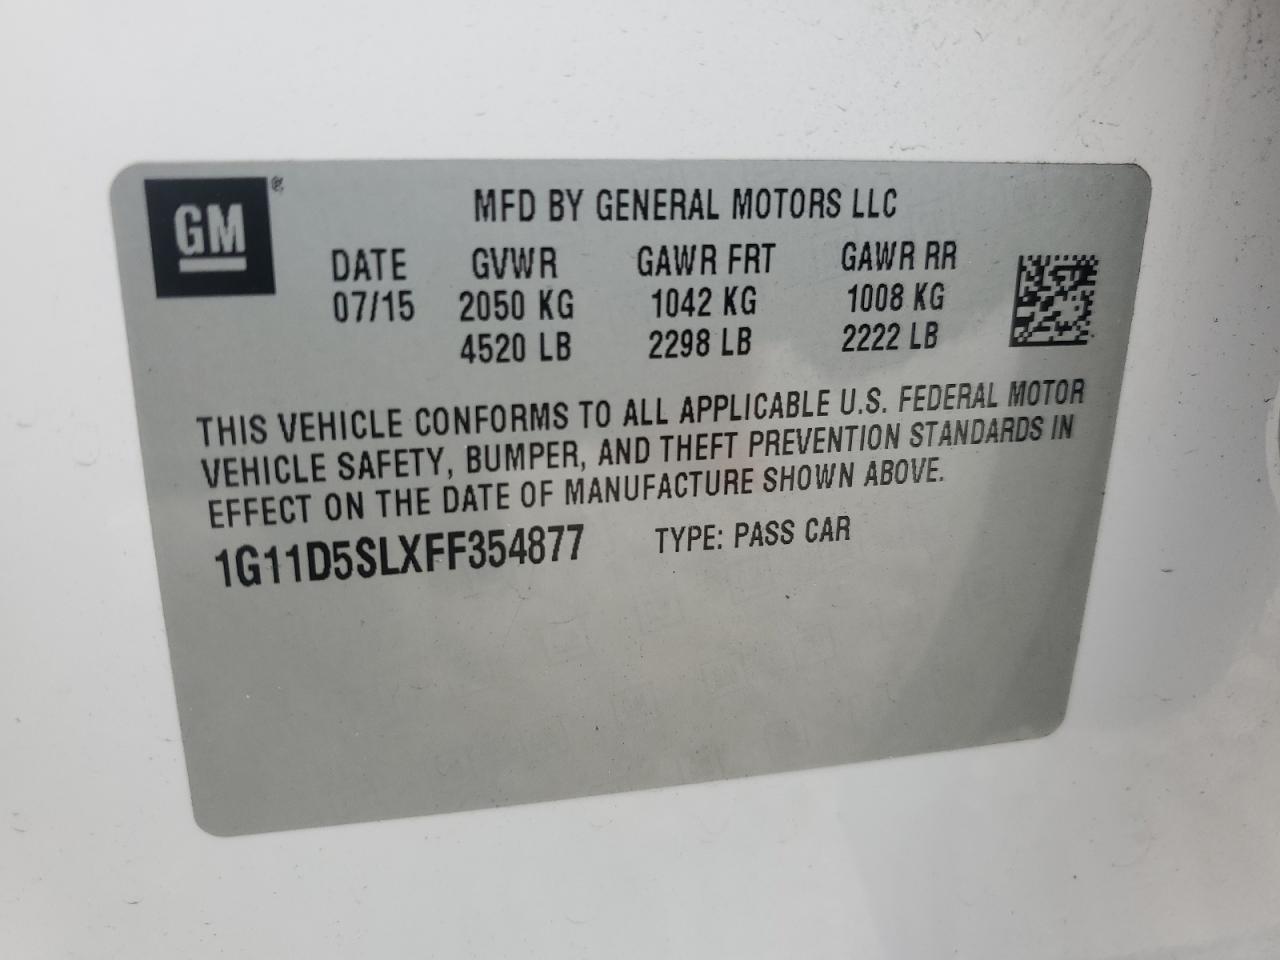 GM®
MFD BY GENERAL MOTORS LLC
DATE GVWR GAWR FRT GAWR RR
07/15 2050 KG 1042 KG 1008 KG
4520 LB 2298 LB 2222 LB
THIS VEHICLE CONFORMS TO ALL APPLICABLE U.S. FEDERAL MOTOR
VEHICLE SAFETY, BUMPER, AND THEFT PREVENTION STANDARDS IN
EFFECT ON THE DATE OF MANUFACTURE SHOWN ABOVE.
1G11D5SLXFF354877 TYPE: PASS CAR